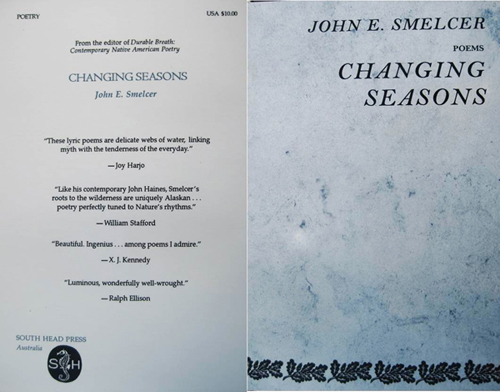 POETRY
USA $10.00
From the editor of Durable Breath:
Contemporary Native American Poetry
CHANGING SEASONS
John E. Smelcer
"These lyric poems are delicate webs of water, linking
myth with the tenderness of the everyday."
—Joy Harjo
"Like his contemporary John Haines, Smelcer's
roots to the wilderness are uniquely Alaskan . . .
poetry perfectly tuned to Nature's rhythms."
—William Stafford
"Beautiful. Ingenius . . . among poems I admire."
—X. J. Kennedy
"Luminous, wonderfully well-wrought."
—Ralph Ellison
SOUTH HEAD PRESS
Australia
S H
JOHN E. SMELCER
POEMS
CHANGING
SEASONS